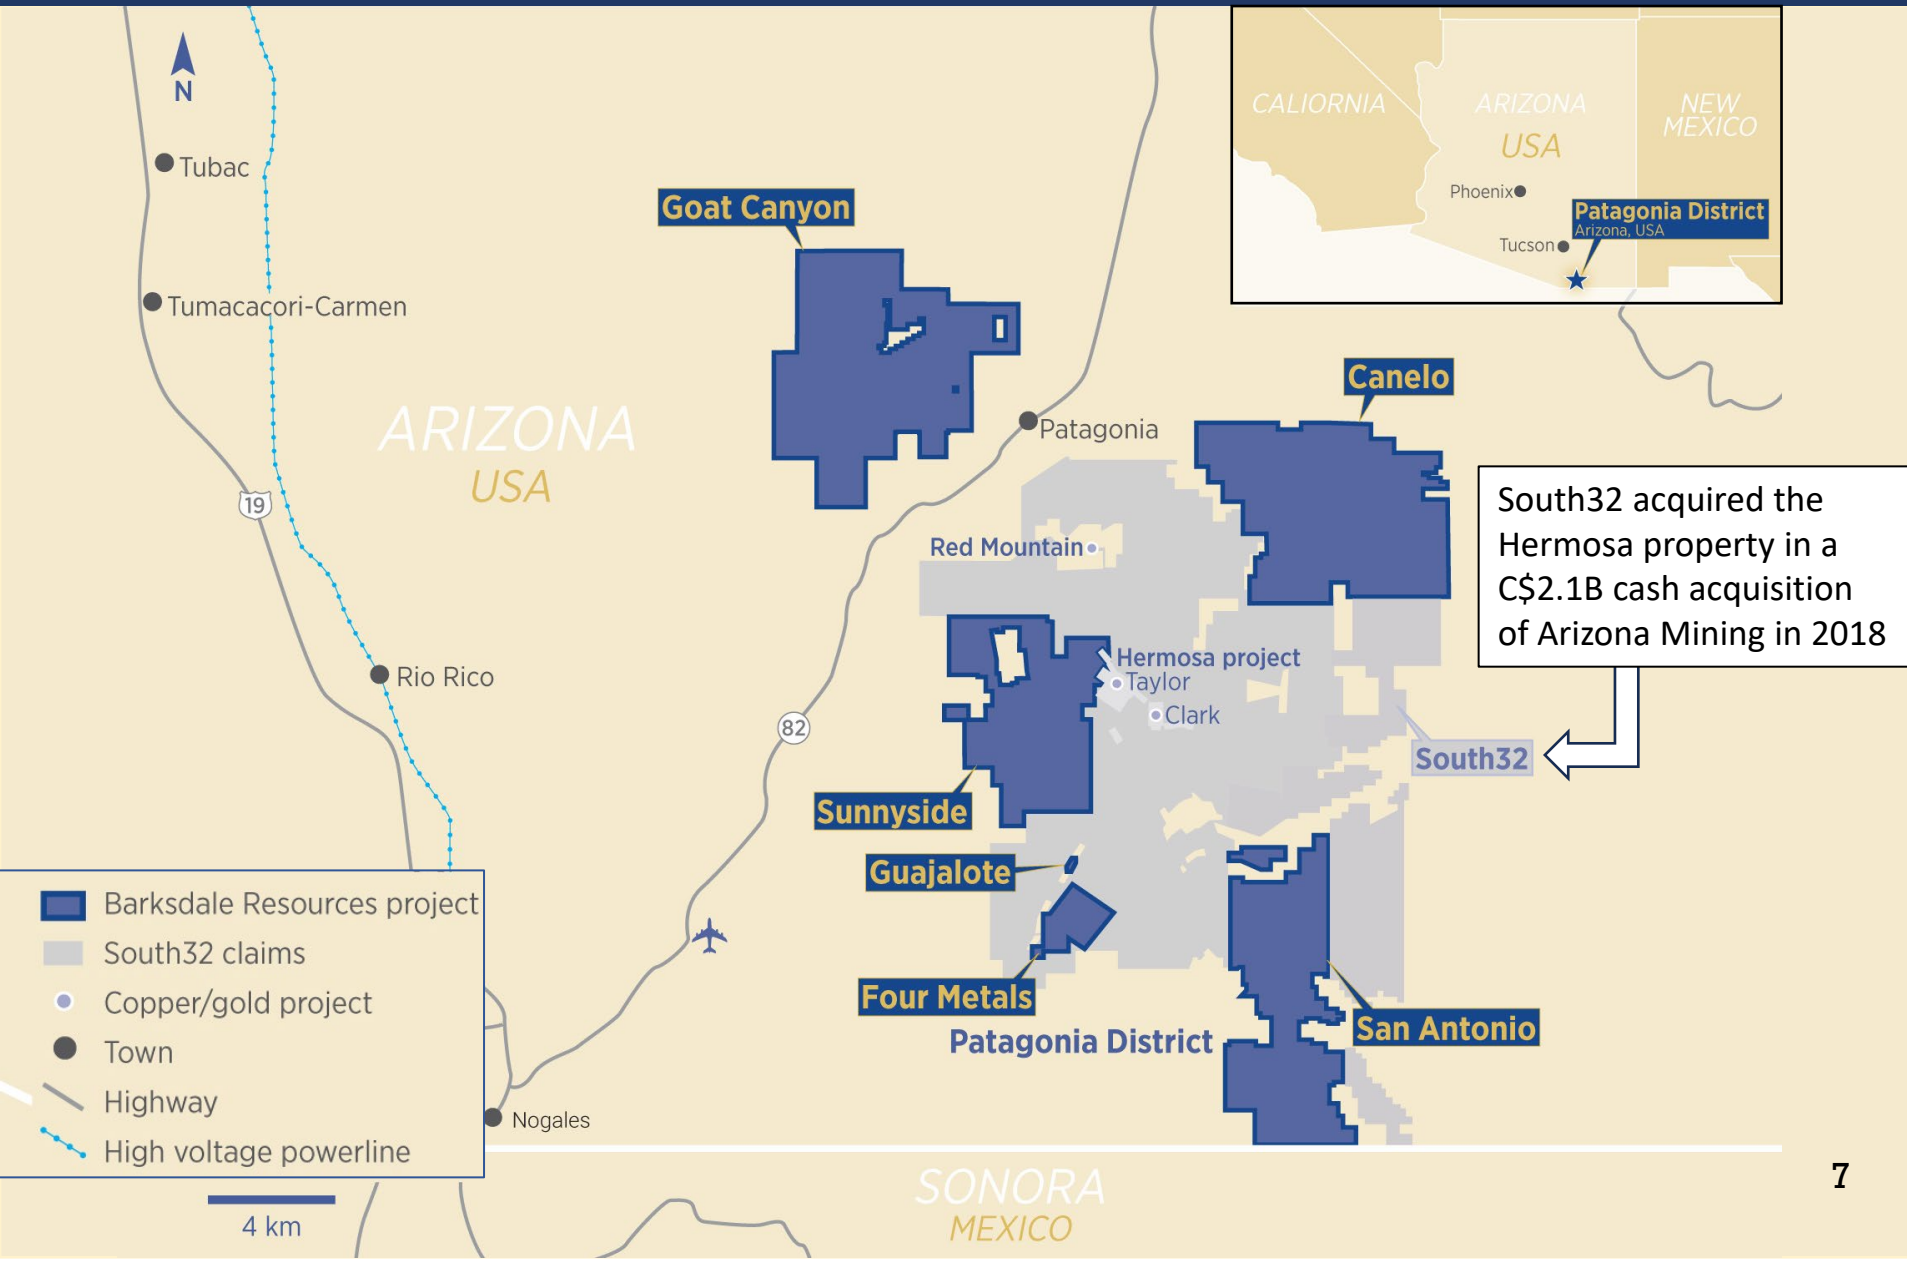 N
Tubac
Tumacacori-Carmen
ARIZONA
USA
19
Rio Rico
Goat Canyon
Patagonia
82
CALIORNIA
ARIZONA
USA
NEW
MEXICO
Phoenix
Patagonia District
Arizona, USA
Tucson
Canelo
South32 acquired the
Hermosa property in a
C$2.1B cash acquisition
of Arizona Mining in 2018
Red Mountain
Hermosa project
Taylor
Clark
South32
Sunnyside
Guajalote
Four Metals
Patagonia District
San Antonio
Barksdale Resources project
South32 claims
Copper/gold project
Town
Highway
High voltage powerline
Nogales
4 km
SONORA
MEXICO
7